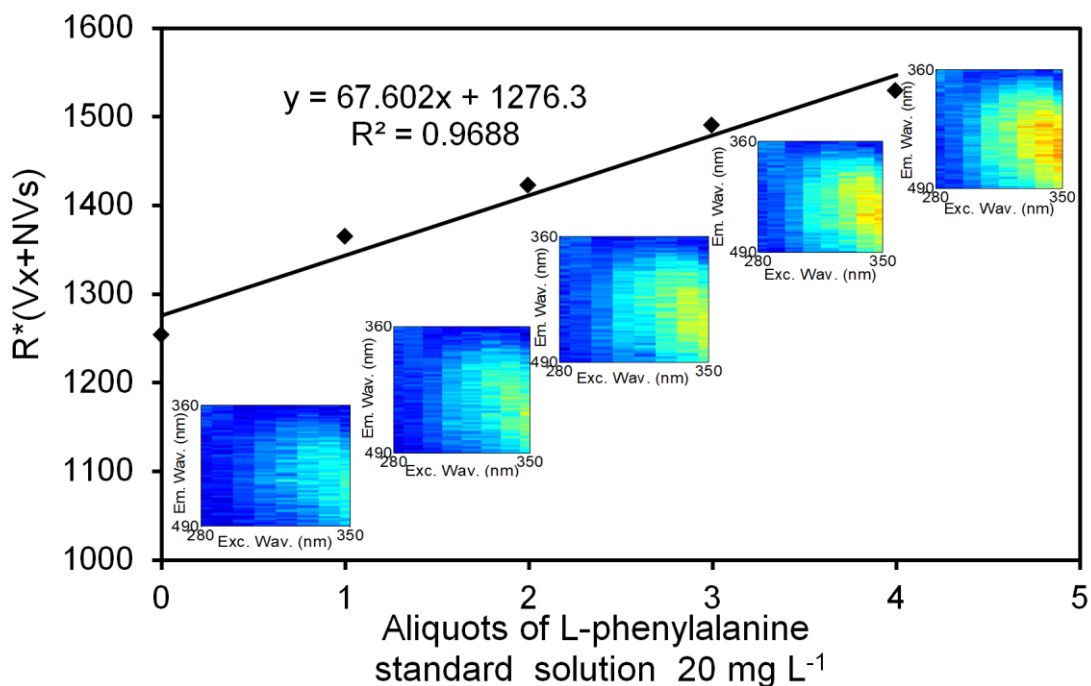 1600
1500
1400
1300
1200
1100
1000
R*(Vx+NVs)
y = 67.602x + 1276.3
R² = 0.9688
360
Em. Wav. (nm)
490
280
350
Exc. Wav. (nm)
360
Em. Wav. (nm)
490
280
350
Exc. Wav. (nm)
360
Em. Wav. (nm)
490
280
350
Exc. Wav. (nm)
360
Em. Wav. (nm)
490
280
350
Exc. Wav. (nm)
360
Em. Wav. (nm)
490
280
350
Exc. Wav. (nm)
0 1 2 3 4 5
Aliquots of L-phenylalanine
standard solution 20 mg L⁻¹